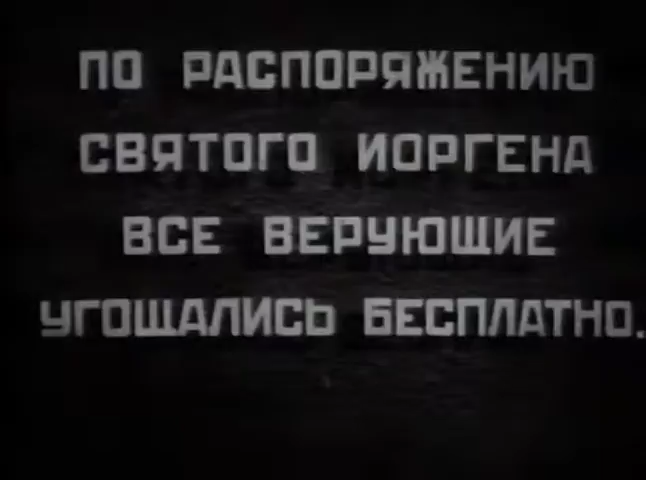 ПО РАСПОРЯЖЕНИЮ
СВЯТОГО ИОРГЕНА
ВСЕ ВЕРУЮЩИЕ
УГОЩАЛИСЬ БЕСПЛАТНО.